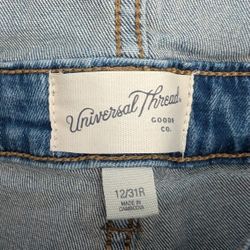 Universal Thread
GOODS
CO.
12/31R
MADE IN
CAMBODIA